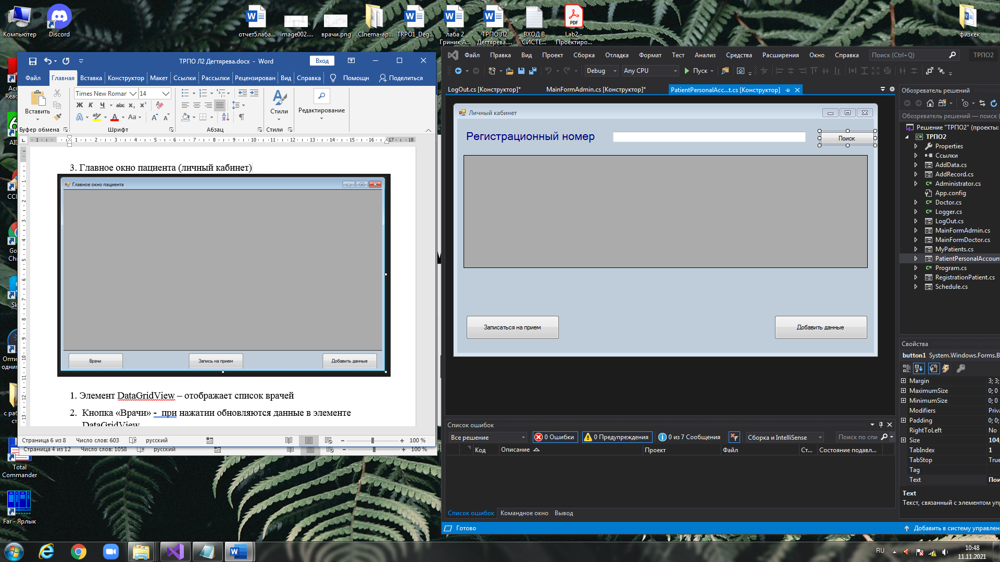 Компьютер
Discord
отчет5лаба...
image002....
врачи.png
CInema-ap...
TRPO1_Deg...
лаба 2
Гриник А...
ТРПО Л2
Дегтярева....
ВХОД В
СИСТЕ...
Lab2 -
Проектиро...
физкек
ТРПО Л2 Дегтярева.docx - Word
Вход
Файл Главная Вставка Конструктор Макет Ссылки Рассылки Рецензирован Вид Справка Помощн Поделиться
Вставить
Times New Roman 14
Стили
Редактирование
Буфер обмена Шрифт Абзац Стили
3. Главное окно пациента (личный кабинет)
Главное окно пациента
Врачи
Запись на прием
Добавить данные
1. Элемент DataGridView – отображает список врачей
2. Кнопка «Врачи» - при нажатии обновляются данные в элементе
DataGridView
Страница 6 из 8 Число слов: 603 русский 100 %
Страница 4 из 12 Число слов: 1058 русский 100 %
Total
Commander
Far - Ярлык
Файл Правка Вид Проект Сборка Отладка Формат Тест Анализ Средства Расширения Окно Справка Поиск (Ctrl+Q) ТРПО2
Debug Any CPU Пуск
LogOut.cs [Конструктор]* MainFormAdmin.cs [Конструктор]* PatientPersonalAcc...t.cs [Конструктор]
Личный кабинет
Регистрационный номер
Поиск
Записаться на прием
Добавить данные
Обозреватель решений
Обозреватель решений — поиск (
Решение "ТРПО2" (проекты:
ТРПО2
Properties
Ссылки
AddData.cs
AddRecord.cs
Administrator.cs
App.config
Doctor.cs
Logger.cs
LogOut.cs
MainFormAdmin.cs
MainFormDoctor.cs
MyPatients.cs
PatientPersonalAccount
Program.cs
RegistrationPatient.cs
Schedule.cs
Свойства
button1 System.Windows.Forms.B
Margin 3; 3;
MaximumSize 0; 0
MinimumSize 0; 0
Modifiers Priva
Padding 0; 0;
RightToLeft No
Size 104;
TabIndex 1
TabStop True
Tag
Text Пои
Text
Текст, связанный с элементом упр
Список ошибок
Все решение 0 Ошибки 0 Предупреждения 0 из 7 Сообщения Сборка и IntelliSense Поиск по спи
Код Описание Проект Файл Ст... Состояние подавл...
Список ошибок Командное окно Вывод
Готово
Добавить в систему управлен
RU
10:48
11.11.2021